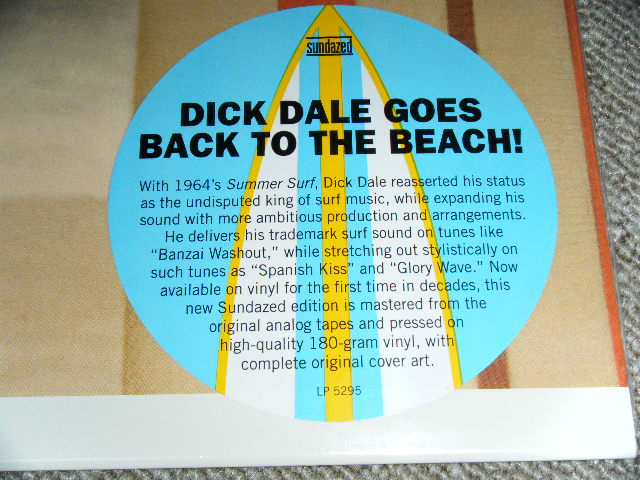 sundazed
DICK DALE GOES
BACK TO THE BEACH!
With 1964's Summer Surf, Dick Dale reasserted his status
as the undisputed king of surf music, while expanding his
sound with more ambitious production and arrangements.
He delivers his trademark surf sound on tunes like
"Banzai Washout," while stretching out stylistically on
such tunes as "Spanish Kiss" and "Glory Wave." Now
available on vinyl for the first time in decades, this
new Sundazed edition is mastered from the
original analog tapes and pressed on
high-quality 180-gram vinyl, with
complete original cover art.
LP 5295